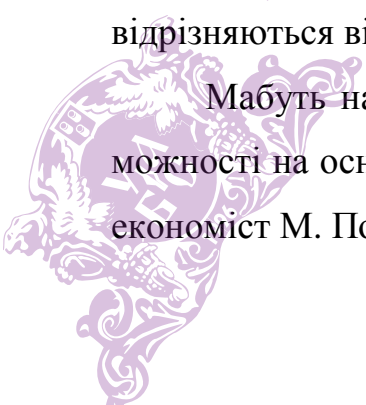 відрізняються ві
Мабуть на
можності на осн
економіст М. По